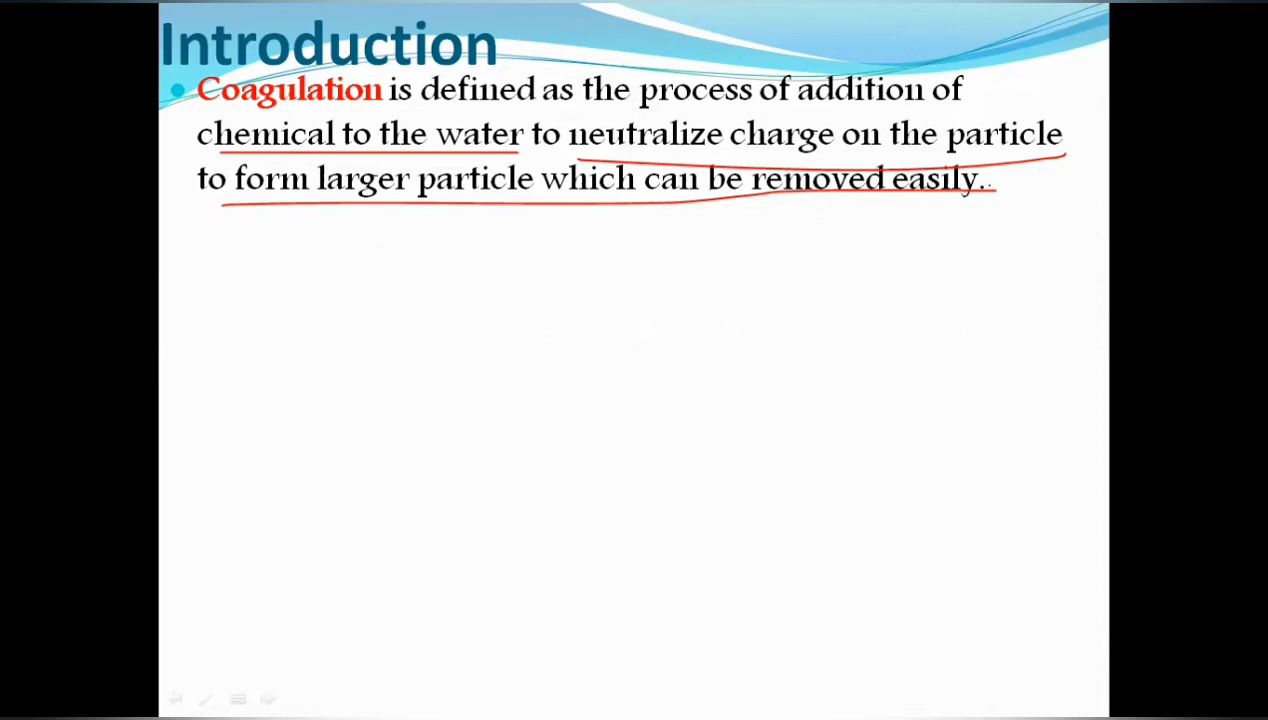 Introduction
Coagulation is defined as the process of addition of
chemical to the water to neutralize charge on the particle
to form larger particle which can be removed easily..